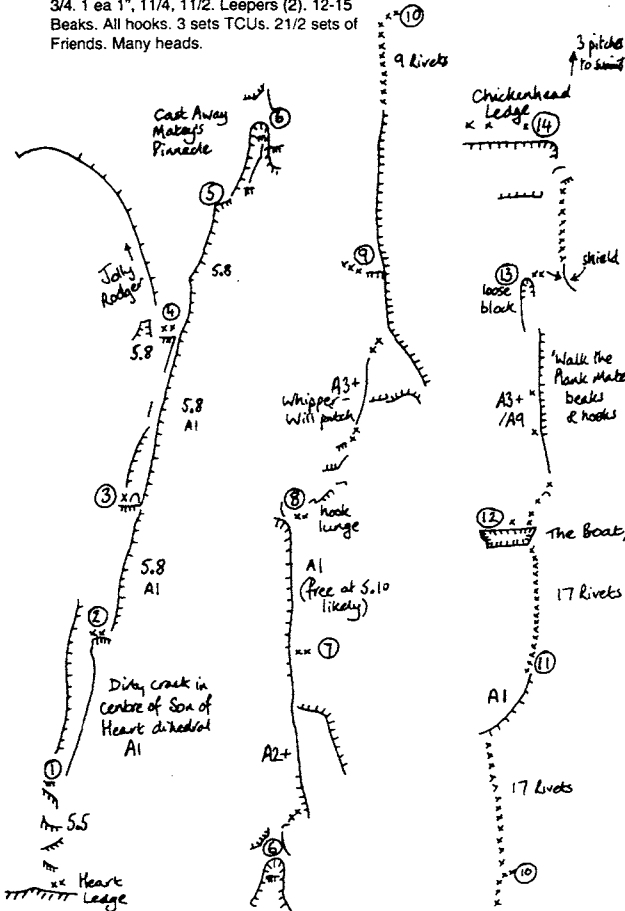 3/4. 1 ea 1", 11/4, 11/2. Leepers (2). 12-15
Beaks. All hooks. 3 sets TCUs. 21/2 sets of
Friends. Many heads.
Cast Away
Mateys
Pinnacle
6
5
5.8
Jolly
Rodger
4
5.8
5.8
A1
3
5.8
A1
2
Dirty crack in
centre of Son of
Heart dihedral
A1
1
5.5
Heart
Ledge
10
9 Rivets
9
A3+
Whipper-
Will pitch
8
hook
lunge
A1
(free at 5.10
likely)
7
A2+
6
3 pitches
to summit
Chickenhead
Ledge
14
shield
13
loose
block
'Walk the
Plank Mate'
beaks
& hooks
A3+
/A9
12
The Boat,
17 Rivets
11
A1
17 Rivets
10